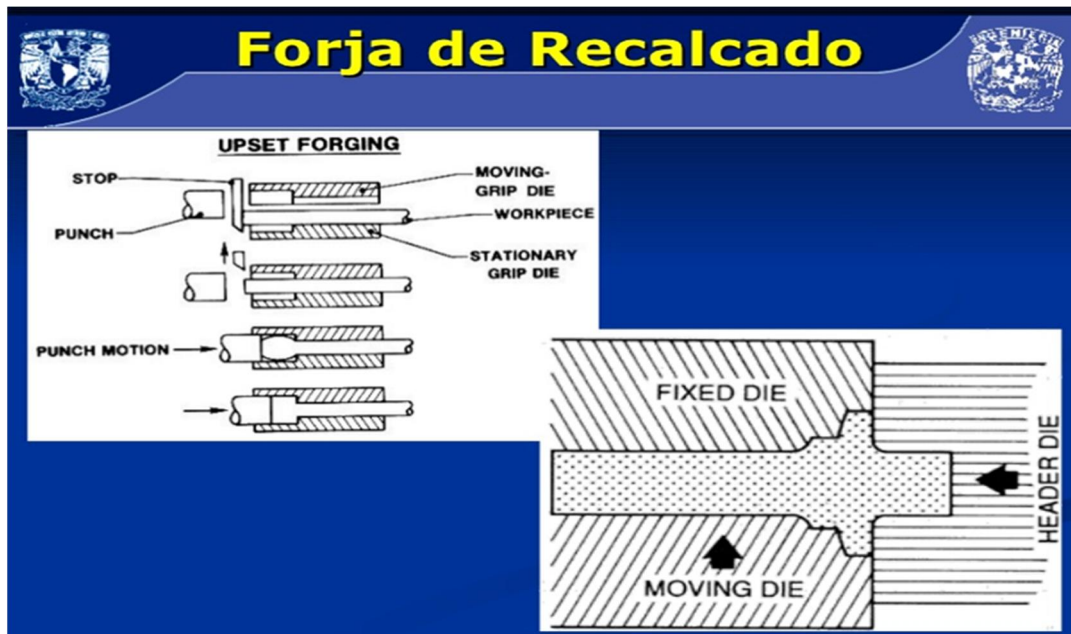 Forja de Recalcado
INGENIERIA
UPSET FORGING
STOP
PUNCH
MOVING-
GRIP DIE
WORKPIECE
STATIONARY
GRIP DIE
PUNCH MOTION
FIXED DIE
MOVING DIE
HEADER DIE